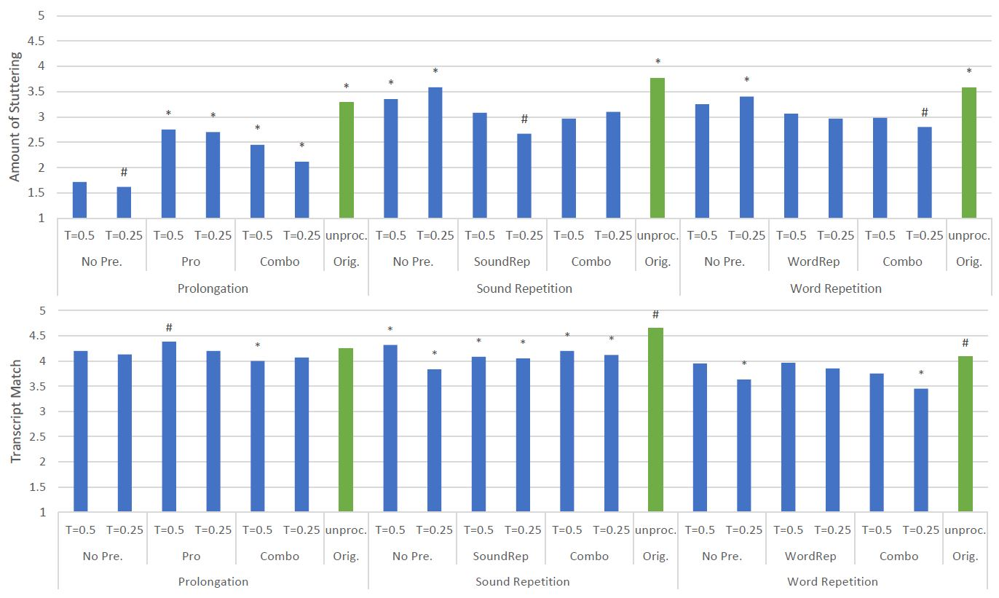 Amount of Stuttering
5
4.5
4
3.5
3
2.5
2
1.5
1
* * * * * * * * * * *
# # #
T=0.5 T=0.25 T=0.5 T=0.25 T=0.5 T=0.25 unproc. T=0.5 T=0.25 T=0.5 T=0.25 T=0.5 T=0.25 unproc. T=0.5 T=0.25 T=0.5 T=0.25 T=0.5 T=0.25 unproc.
No Pre. Pro Combo Orig. No Pre. SoundRep Combo Orig. No Pre. WordRep Combo Orig.
Prolongation Sound Repetition Word Repetition
Transcript Match
5
4.5
4
3.5
3
2.5
2
1.5
1
# * * * * * * * # * * #
T=0.5 T=0.25 T=0.5 T=0.25 T=0.5 T=0.25 unproc. T=0.5 T=0.25 T=0.5 T=0.25 T=0.5 T=0.25 unproc. T=0.5 T=0.25 T=0.5 T=0.25 T=0.5 T=0.25 unproc.
No Pre. Pro Combo Orig. No Pre. SoundRep Combo Orig. No Pre. WordRep Combo Orig.
Prolongation Sound Repetition Word Repetition